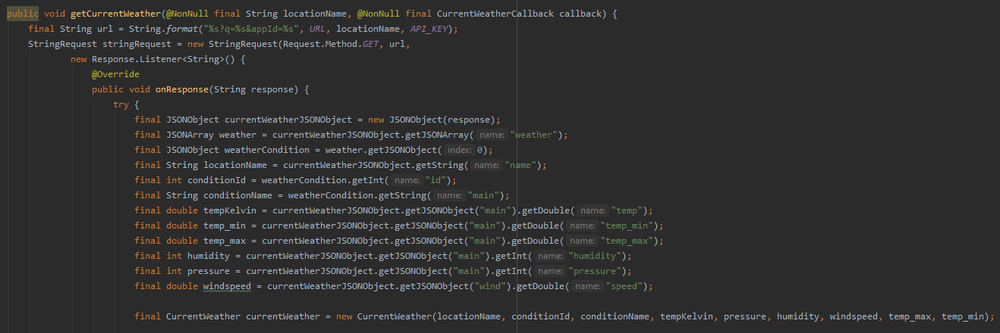 public void getCurrentWeather(@NonNull final String locationName, @NonNull final CurrentWeatherCallback callback) {
final String url = String.format("%s?q=%s&appId=%s", URL, locationName, API_KEY);
StringRequest stringRequest = new StringRequest(Request.Method.GET, url,
new Response.Listener<String>() {
@Override
public void onResponse(String response) {
try {
final JSONObject currentWeatherJSONObject = new JSONObject(response);
final JSONArray weather = currentWeatherJSONObject.getJSONArray( name: "weather");
final JSONObject weatherCondition = weather.getJSONObject( index: 0);
final String locationName = currentWeatherJSONObject.getString( name: "name");
final int conditionId = weatherCondition.getInt( name: "id");
final String conditionName = weatherCondition.getString( name: "main");
final double tempKelvin = currentWeatherJSONObject.getJSONObject("main").getDouble( name: "temp");
final double temp_min = currentWeatherJSONObject.getJSONObject("main").getDouble( name: "temp_min");
final double temp_max = currentWeatherJSONObject.getJSONObject("main").getDouble( name: "temp_max");
final int humidity = currentWeatherJSONObject.getJSONObject("main").getInt( name: "humidity");
final int pressure = currentWeatherJSONObject.getJSONObject("main").getInt( name: "pressure");
final double windspeed = currentWeatherJSONObject.getJSONObject("wind").getDouble( name: "speed");
final CurrentWeather currentWeather = new CurrentWeather(locationName, conditionId, conditionName, tempKelvin, pressure, humidity, windspeed, temp_max, temp_min);